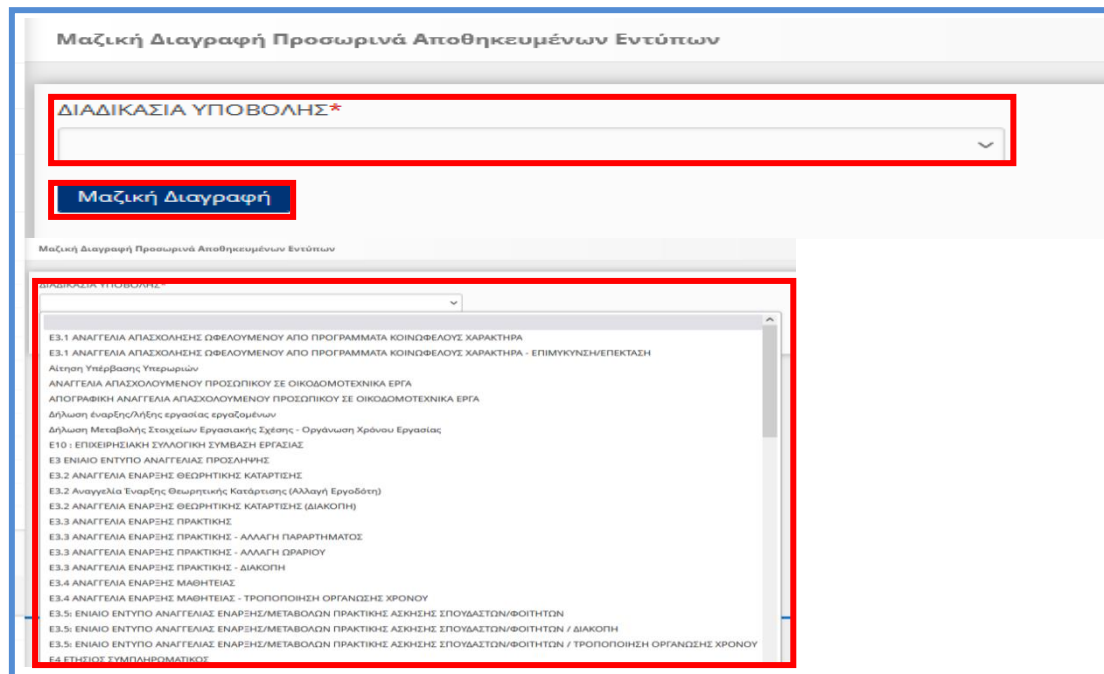 Μαζική Διαγραφή Προσωρινά Αποθηκευμένων Εντύπων
ΔΙΑΔΙΚΑΣΙΑ ΥΠΟΒΟΛΗΣ*
Μαζική Διαγραφή
Μαζική Διαγραφή Προσωρινά Αποθηκευμένων Εντύπων
ΔΙΑΔΙΚΑΣΙΑ ΥΠΟΒΟΛΗΣ*
Ε3.1 ΑΝΑΓΓΕΛΙΑ ΑΠΑΣΧΟΛΗΣΗΣ ΩΦΕΛΟΥΜΕΝΟΥ ΑΠΟ ΠΡΟΓΡΑΜΜΑΤΑ ΚΟΙΝΩΦΕΛΟΥΣ ΧΑΡΑΚΤΗΡΑ
Ε3.1 ΑΝΑΓΓΕΛΙΑ ΑΠΑΣΧΟΛΗΣΗΣ ΩΦΕΛΟΥΜΕΝΟΥ ΑΠΟ ΠΡΟΓΡΑΜΜΑΤΑ ΚΟΙΝΩΦΕΛΟΥΣ ΧΑΡΑΚΤΗΡΑ - ΕΠΙΜΥΚΥΝΣΗ/ΕΠΕΚΤΑΣΗ
Αίτηση Υπέρβασης Υπερωριών
ΑΝΑΓΓΕΛΙΑ ΑΠΑΣΧΟΛΟΥΜΕΝΟΥ ΠΡΟΣΩΠΙΚΟΥ ΣΕ ΟΙΚΟΔΟΜΟΤΕΧΝΙΚΑ ΕΡΓΑ
ΑΠΟΓΡΑΦΙΚΗ ΑΝΑΓΓΕΛΙΑ ΑΠΑΣΧΟΛΟΥΜΕΝΟΥ ΠΡΟΣΩΠΙΚΟΥ ΣΕ ΟΙΚΟΔΟΜΟΤΕΧΝΙΚΑ ΕΡΓΑ
Δήλωση έναρξης/λήξης εργασίας εργαζομένων
Δήλωση Μεταβολής Στοιχείων Εργασιακής Σχέσης - Οργάνωση Χρόνου Εργασίας
Ε10 : ΕΠΙΧΕΙΡΗΣΙΑΚΗ ΣΥΛΛΟΓΙΚΗ ΣΥΜΒΑΣΗ ΕΡΓΑΣΙΑΣ
Ε3 ΕΝΙΑΙΟ ΕΝΤΥΠΟ ΑΝΑΓΓΕΛΙΑΣ ΠΡΟΣΛΗΨΗΣ
Ε3.2 ΑΝΑΓΓΕΛΙΑ ΕΝΑΡΞΗΣ ΘΕΩΡΗΤΙΚΗΣ ΚΑΤΑΡΤΙΣΗΣ
Ε3.2 Αναγγελία Έναρξης Θεωρητικής Κατάρτισης (Αλλαγή Εργοδότη)
Ε3.2 ΑΝΑΓΓΕΛΙΑ ΕΝΑΡΞΗΣ ΘΕΩΡΗΤΙΚΗΣ ΚΑΤΑΡΤΙΣΗΣ (ΔΙΑΚΟΠΗ)
Ε3.3 ΑΝΑΓΓΕΛΙΑ ΕΝΑΡΞΗΣ ΠΡΑΚΤΙΚΗΣ
Ε3.3 ΑΝΑΓΓΕΛΙΑ ΕΝΑΡΞΗΣ ΠΡΑΚΤΙΚΗΣ - ΑΛΛΑΓΗ ΠΑΡΑΡΤΗΜΑΤΟΣ
Ε3.3 ΑΝΑΓΓΕΛΙΑ ΕΝΑΡΞΗΣ ΠΡΑΚΤΙΚΗΣ - ΑΛΛΑΓΗ ΩΡΑΡΙΟΥ
Ε3.3 ΑΝΑΓΓΕΛΙΑ ΕΝΑΡΞΗΣ ΠΡΑΚΤΙΚΗΣ - ΔΙΑΚΟΠΗ
Ε3.4 ΑΝΑΓΓΕΛΙΑ ΕΝΑΡΞΗΣ ΜΑΘΗΤΕΙΑΣ
Ε3.4 ΑΝΑΓΓΕΛΙΑ ΕΝΑΡΞΗΣ ΜΑΘΗΤΕΙΑΣ - ΤΡΟΠΟΠΟΙΗΣΗ ΟΡΓΑΝΩΣΗΣ ΧΡΟΝΟΥ
Ε3.5: ΕΝΙΑΙΟ ΕΝΤΥΠΟ ΑΝΑΓΓΕΛΙΑΣ ΕΝΑΡΞΗΣ/ΜΕΤΑΒΟΛΩΝ ΠΡΑΚΤΙΚΗΣ ΑΣΚΗΣΗΣ ΣΠΟΥΔΑΣΤΩΝ/ΦΟΙΤΗΤΩΝ
Ε3.5: ΕΝΙΑΙΟ ΕΝΤΥΠΟ ΑΝΑΓΓΕΛΙΑΣ ΕΝΑΡΞΗΣ/ΜΕΤΑΒΟΛΩΝ ΠΡΑΚΤΙΚΗΣ ΑΣΚΗΣΗΣ ΣΠΟΥΔΑΣΤΩΝ/ΦΟΙΤΗΤΩΝ / ΔΙΑΚΟΠΗ
Ε3.5: ΕΝΙΑΙΟ ΕΝΤΥΠΟ ΑΝΑΓΓΕΛΙΑΣ ΕΝΑΡΞΗΣ/ΜΕΤΑΒΟΛΩΝ ΠΡΑΚΤΙΚΗΣ ΑΣΚΗΣΗΣ ΣΠΟΥΔΑΣΤΩΝ/ΦΟΙΤΗΤΩΝ / ΤΡΟΠΟΠΟΙΗΣΗ ΟΡΓΑΝΩΣΗΣ ΧΡΟΝΟΥ
Ε4 ΕΤΗΣΙΟΣ ΣΥΜΠΛΗΡΩΜΑΤΙΚΟΣ